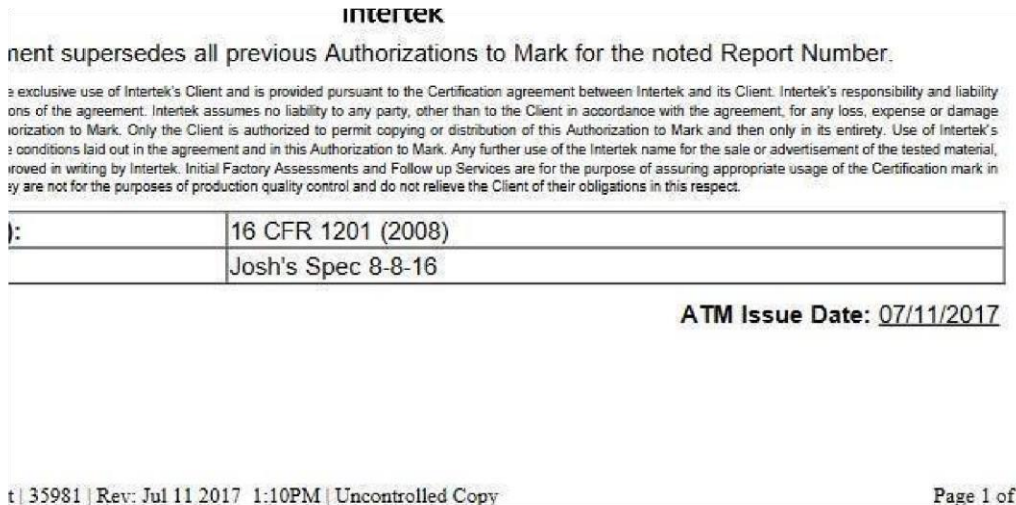 Intertek
ment supersedes all previous Authorizations to Mark for the noted Report Number.
e exclusive use of Intertek's Client and is provided pursuant to the Certification agreement between Intertek and its Client. Intertek's responsibility and liability
ons of the agreement. Intertek assumes no liability to any party, other than to the Client in accordance with the agreement, for any loss, expense or damage
horization to Mark. Only the Client is authorized to permit copying or distribution of this Authorization to Mark and then only in its entirety. Use of Intertek's
e conditions laid out in the agreement and in this Authorization to Mark. Any further use of the Intertek name for the sale or advertisement of the tested material,
proved in writing by Intertek. Initial Factory Assessments and Follow up Services are for the purpose of assuring appropriate usage of the Certification mark in
ey are not for the purposes of production quality control and do not relieve the Client of their obligations in this respect.
): 16 CFR 1201 (2008)
Josh's Spec 8-8-16
ATM Issue Date: 07/11/2017
t | 35981 | Rev: Jul 11 2017 1:10PM | Uncontrolled Copy Page 1 of